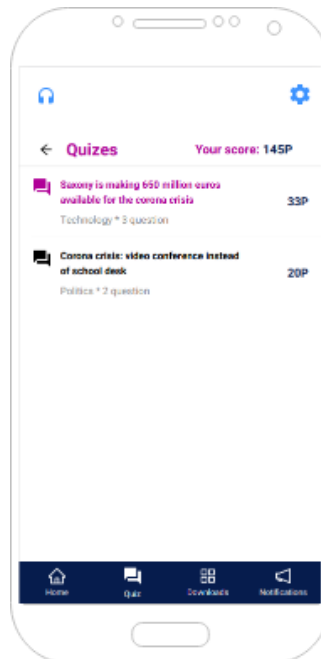 Quizes Your score: 145P
Saxony is making 650 million euros
available for the corona crisis
33P
Technology * 3 question
Corona crisis: video conference instead
of school desk
20P
Politics * 2 question
Home Quiz Downloads Notifications